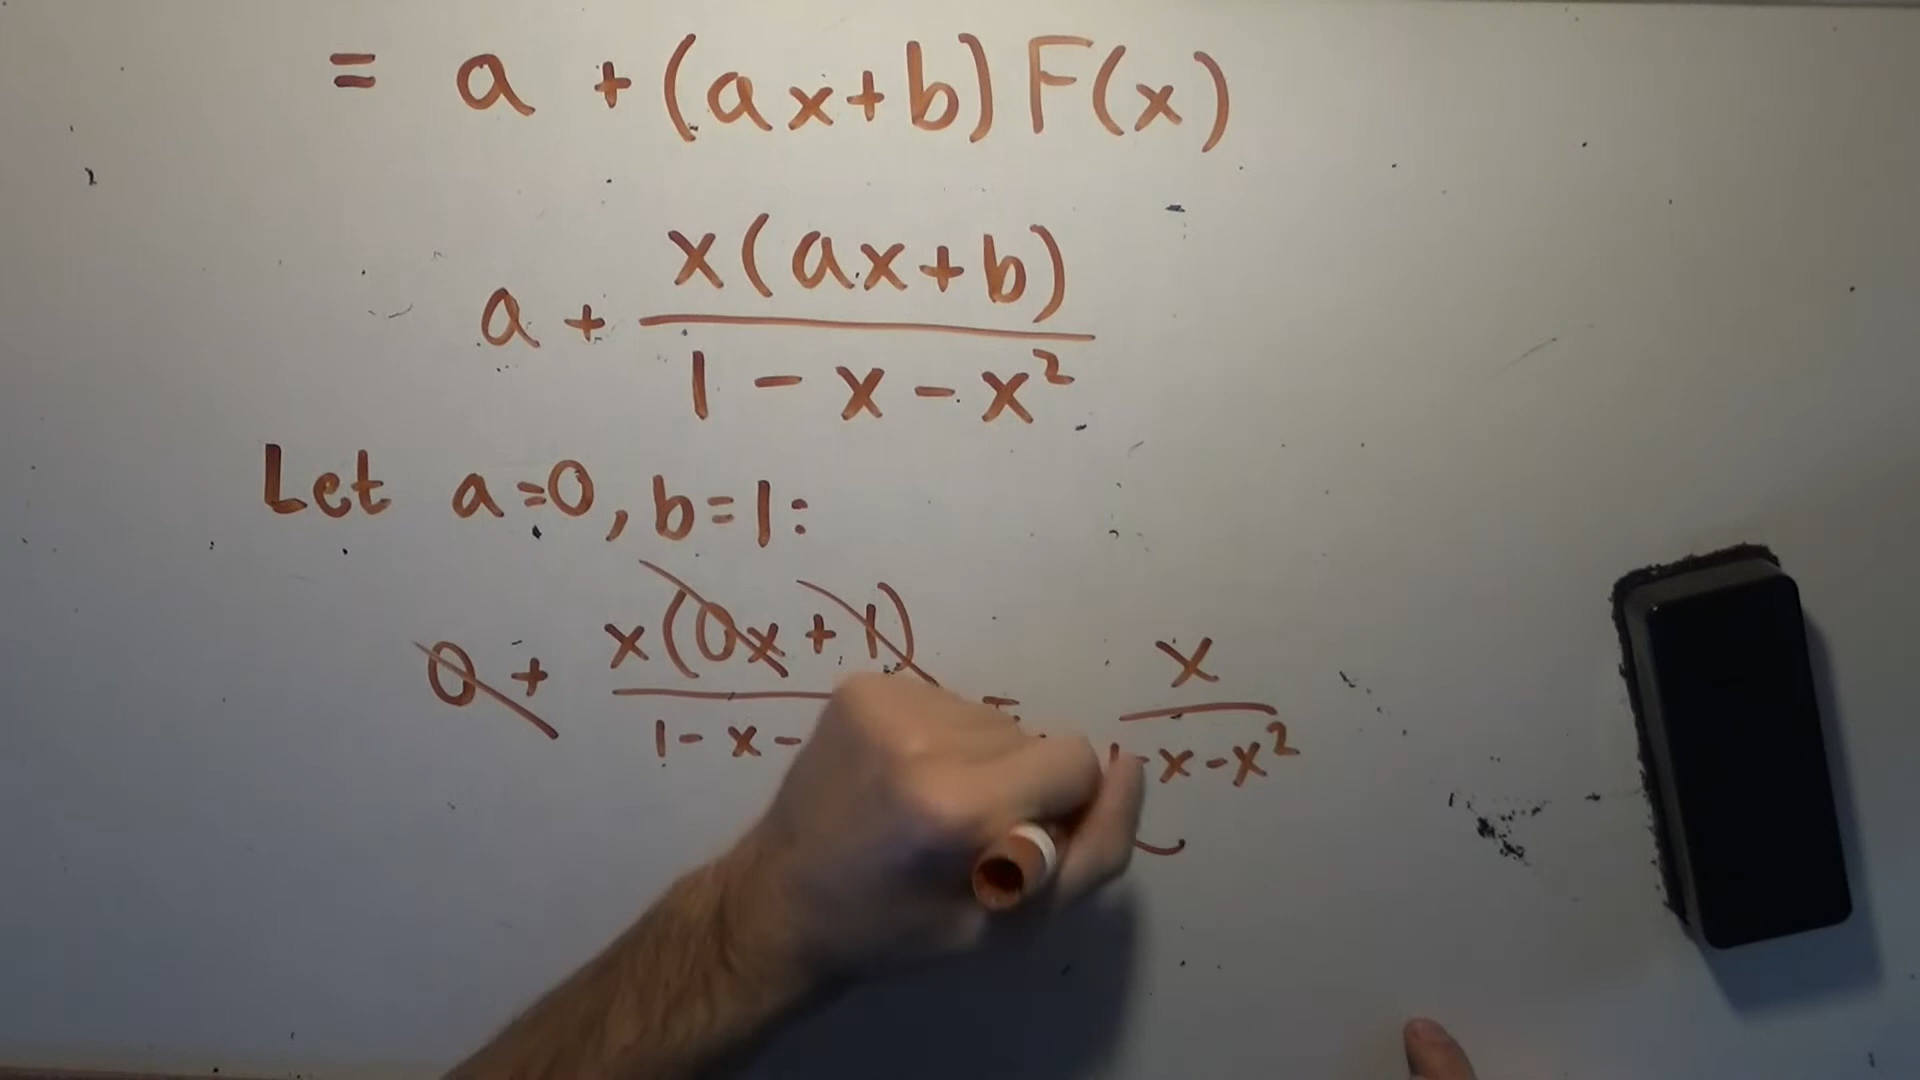 = a + (ax+b) F(x)
a + x(ax+b) / 1 - x - x²
Let a=0, b=1:
0 + x(0x+1) / 1 - x - = x / 1-x-x²